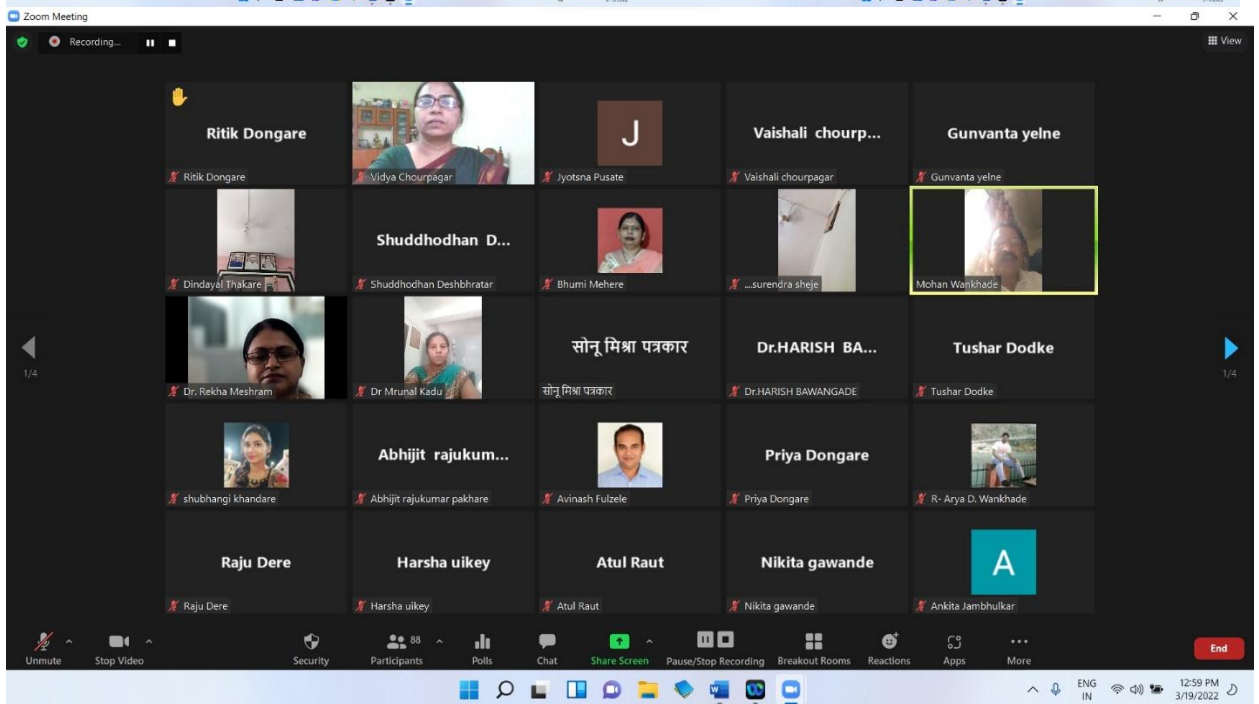 Zoom Meeting
Recording...
View
Ritik Dongare
Ritik Dongare
Vidya Chourpagar
J
Jyotsna Pusate
Vaishali chourp...
Vaishali chourpagar
Gunvanta yelne
Gunvanta yelne
Dindayal Thakare
Shuddhodhan D...
Shuddhodhan Deshbhratar
Bhumi Mehere
...surendra sheje
Mohan Wankhade
Dr. Rekha Meshram
Dr Mrunal Kadu
सोनू मिश्रा पत्रकार
सोनू मिश्रा पत्रकार
Dr.HARISH BA...
Dr.HARISH BAWANGADE
Tushar Dodke
Tushar Dodke
1/4
1/4
shubhangi khandare
Abhijit rajukum...
Abhijit rajukumar pakhare
Avinash Fulzele
Priya Dongare
Priya Dongare
R- Arya D. Wankhade
Raju Dere
Raju Dere
Harsha uikey
Harsha uikey
Atul Raut
Atul Raut
Nikita gawande
Nikita gawande
A
Ankita Jambhulkar
Unmute
Stop Video
Security
88
Participants
Polls
Chat
Share Screen
Pause/Stop Recording
Breakout Rooms
Reactions
Apps
More
End
ENG
IN
12:59 PM
3/19/2022